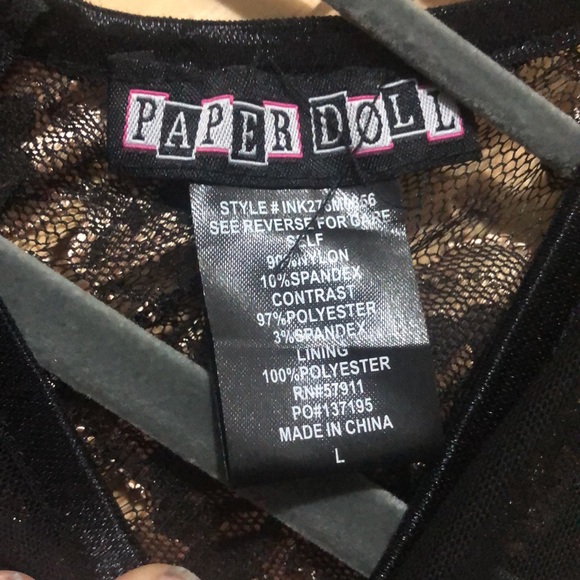 PAPER DØLL
STYLE #
SEE REVERSE FOR CARE
SELF
90%NYLON
10%SPANDEX
CONTRAST
97%POLYESTER
3%SPANDEX
LINING
100%POLYESTER
RN#57911
PO#137195
MADE IN CHINA
L